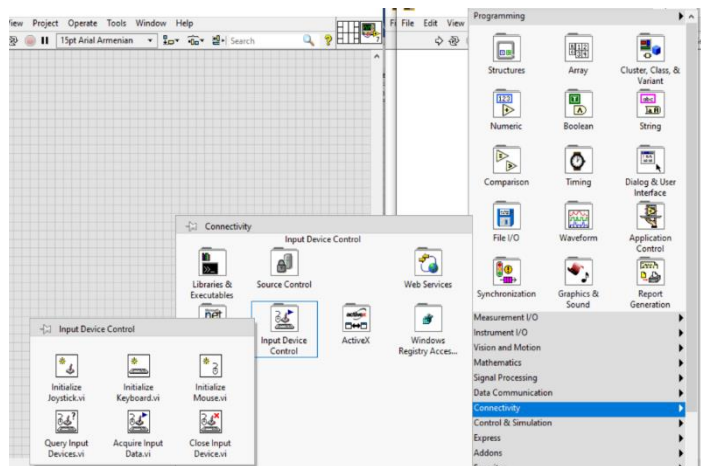 View Project Operate Tools Window Help
15pt Arial Armenian
Search
File Edit View
Programming
Structures
Array
Cluster, Class, &
Variant
Numeric
Boolean
String
Comparison
Timing
Dialog & User
Interface
File I/O
Waveform
Application
Control
Synchronization
Graphics &
Sound
Report
Generation
Measurement I/O
Instrument I/O
Vision and Motion
Mathematics
Signal Processing
Data Communication
Connectivity
Control & Simulation
Express
Addons
Connectivity
Input Device Control
Libraries &
Executables
Source Control
Web Services
Input Device
Control
ActiveX
Windows
Registry Acces...
Input Device Control
Initialize
Joystick.vi
Initialize
Keyboard.vi
Initialize
Mouse.vi
Query Input
Devices.vi
Acquire Input
Data.vi
Close Input
Device.vi